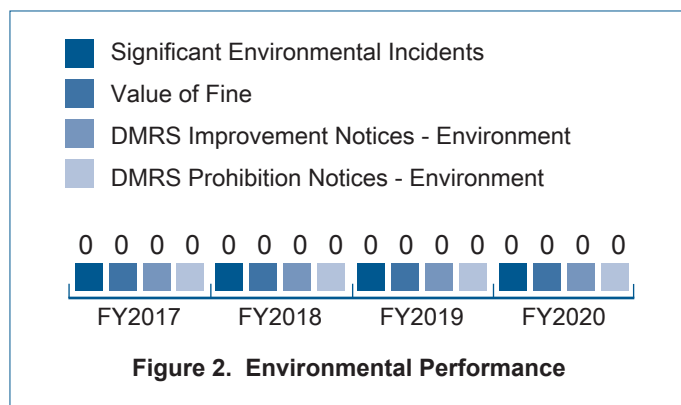 Significant Environmental Incidents
Value of Fine
DMRS Improvement Notices - Environment
DMRS Prohibition Notices - Environment
0 0 0 0 0 0 0 0 0 0 0 0 0 0 0 0
FY2017 FY2018 FY2019 FY2020
Figure 2. Environmental Performance